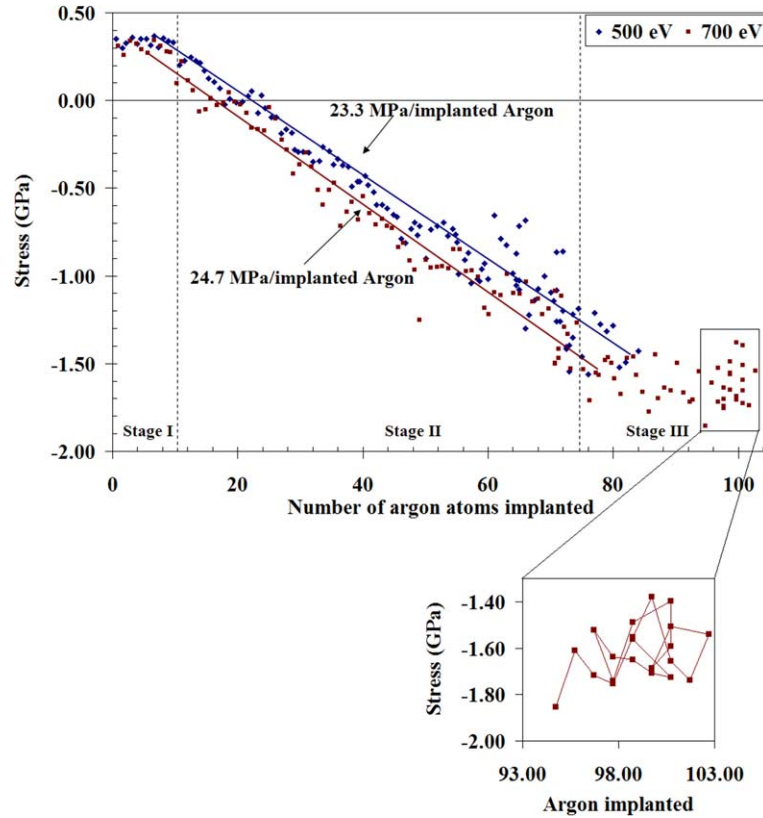 0.50
500 eV
700 eV
0.00
23.3 MPa/implanted Argon
-0.50
Stress (GPa)
-1.00
24.7 MPa/implanted Argon
-1.50
Stage I
Stage II
Stage III
-2.00
0
20
40
60
80
100
Number of argon atoms implanted
-1.40
-1.60
Stress (GPa)
-1.80
-2.00
93.00
98.00
103.00
Argon implanted